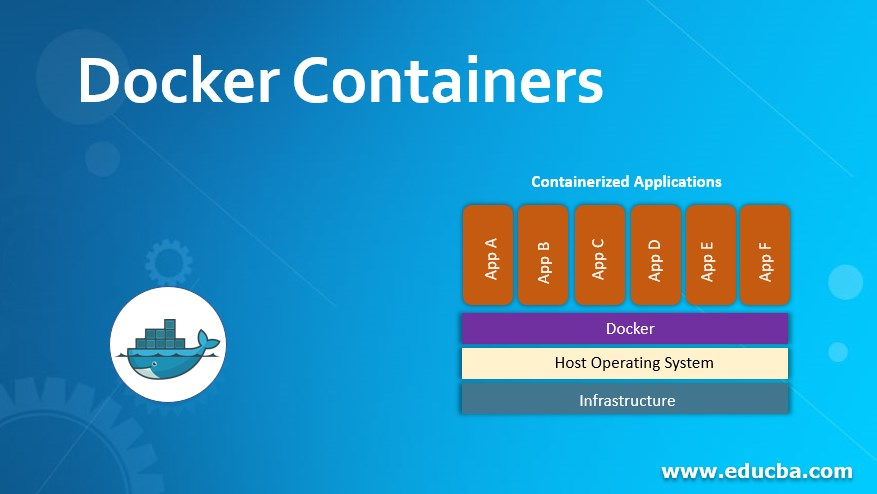 Docker Containers
Containerized Applications
App A
App B
App C
App D
App E
App F
Docker
Host Operating System
Infrastructure
www.educba.com